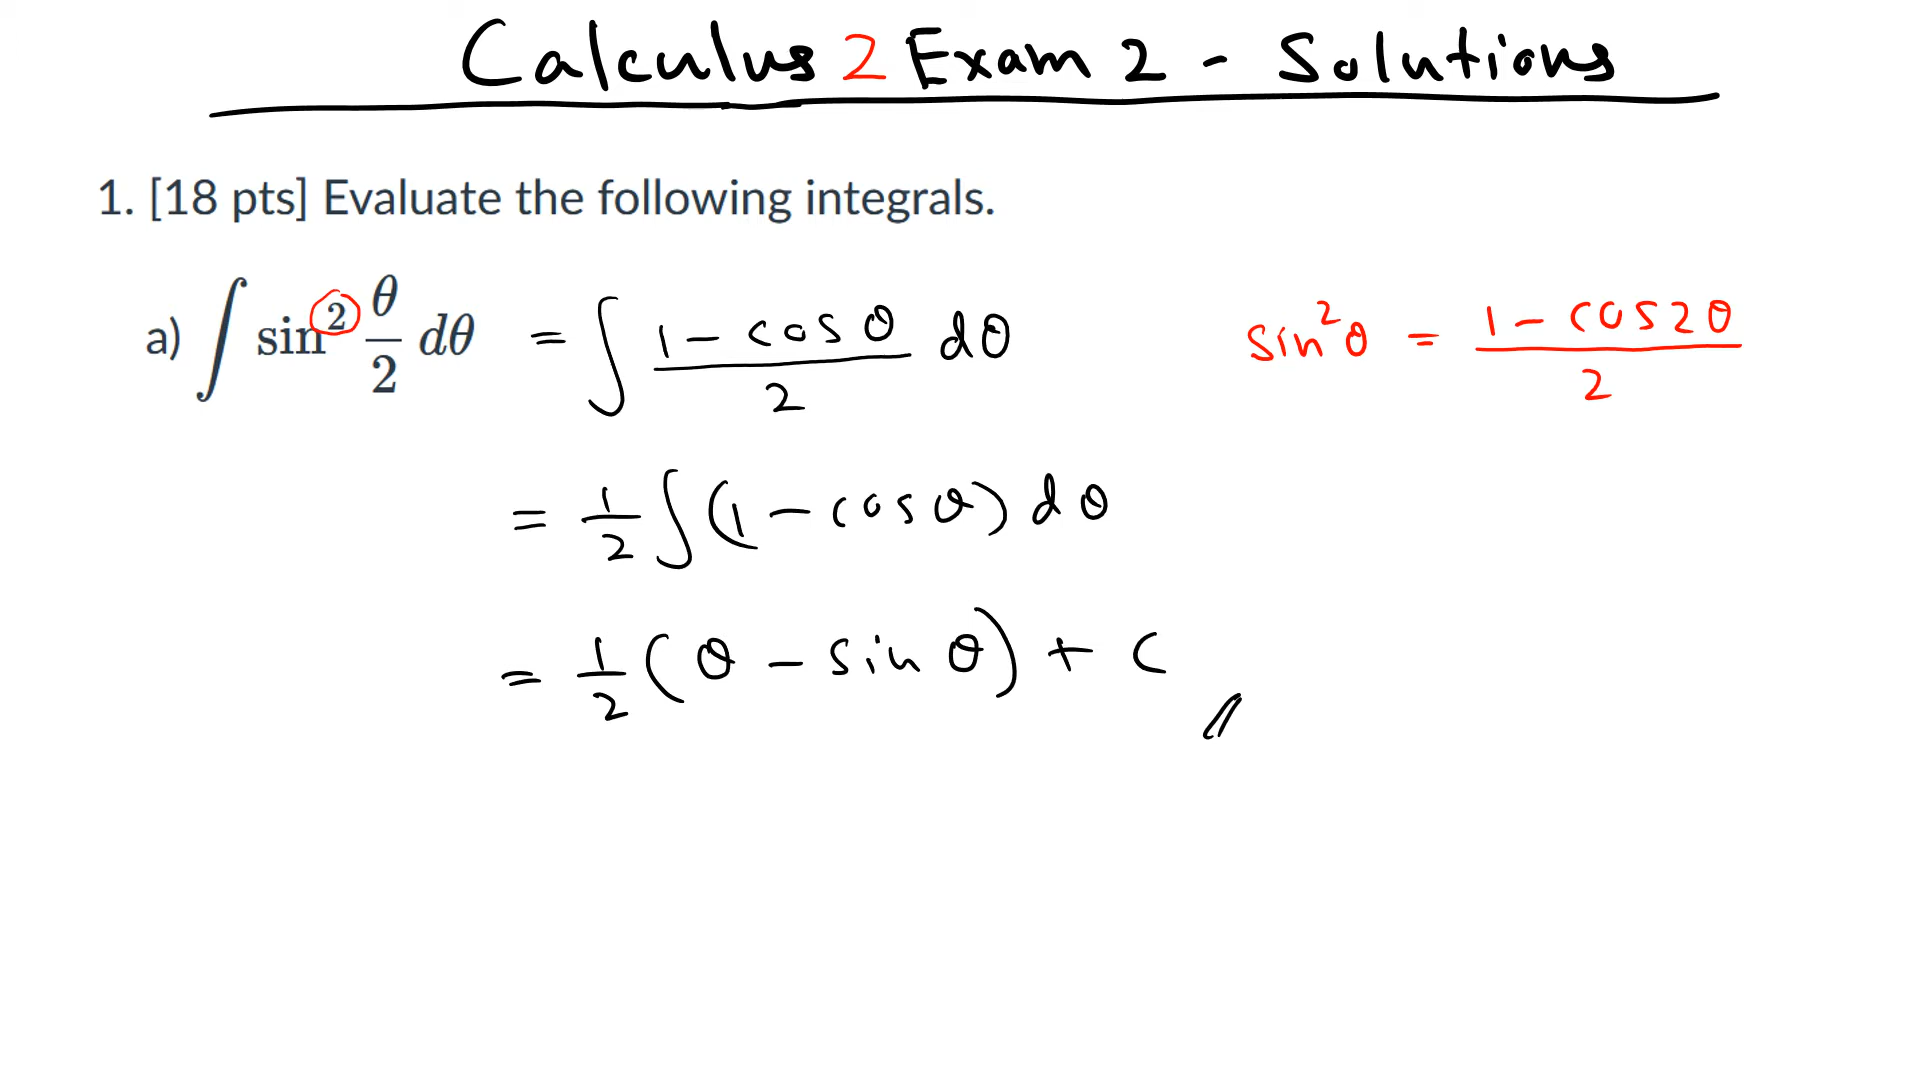 Calculus 2 Exam 2 - Solutions
1. [18 pts] Evaluate the following integrals.
a) ∫ sin² θ/2 dθ = ∫ (1 - cos θ)/2 dθ
sin²θ = (1 - cos 2θ)/2
= 1/2 ∫ (1 - cos θ) dθ
= 1/2 (θ - sin θ) + C